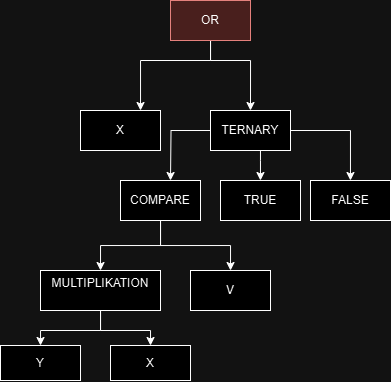 OR
X
TERNARY
COMPARE
TRUE
FALSE
MULTIPLIKATION
V
Y
X